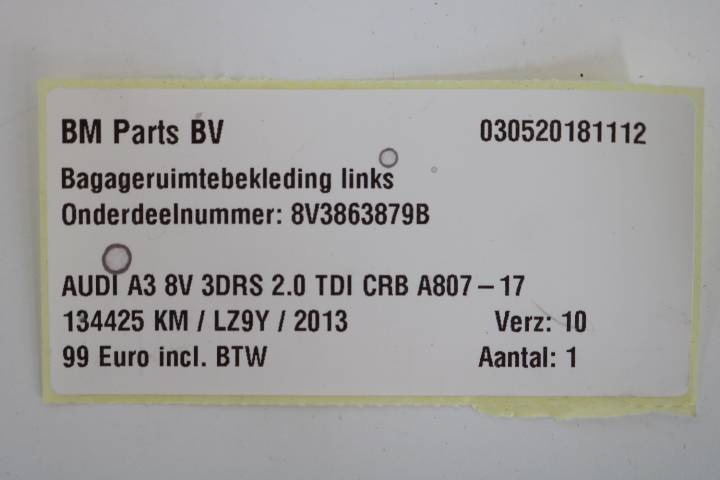 BM Parts BV 030520181112
Bagageruimtebekleding links
Onderdeelnummer: 8V3863879B
AUDI A3 8V 3DRS 2.0 TDI CRB A807-17
134425 KM / LZ9Y / 2013 Verz: 10
99 Euro incl. BTW Aantal: 1